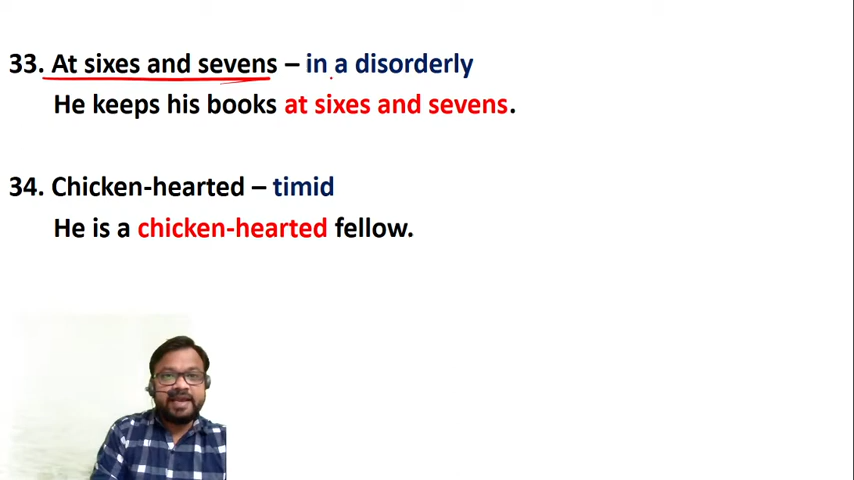 33. At sixes and sevens – in a disorderly
He keeps his books at sixes and sevens.
34. Chicken-hearted – timid
He is a chicken-hearted fellow.